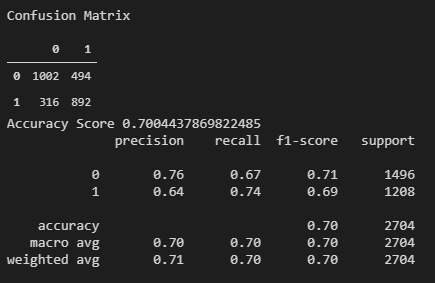 Confusion Matrix
0 1
0 1002 494
1 316 892
Accuracy Score 0.7004437869822485
precision recall f1-score support
0 0.76 0.67 0.71 1496
1 0.64 0.74 0.69 1208
accuracy 0.70 2704
macro avg 0.70 0.70 0.70 2704
weighted avg 0.71 0.70 0.70 2704